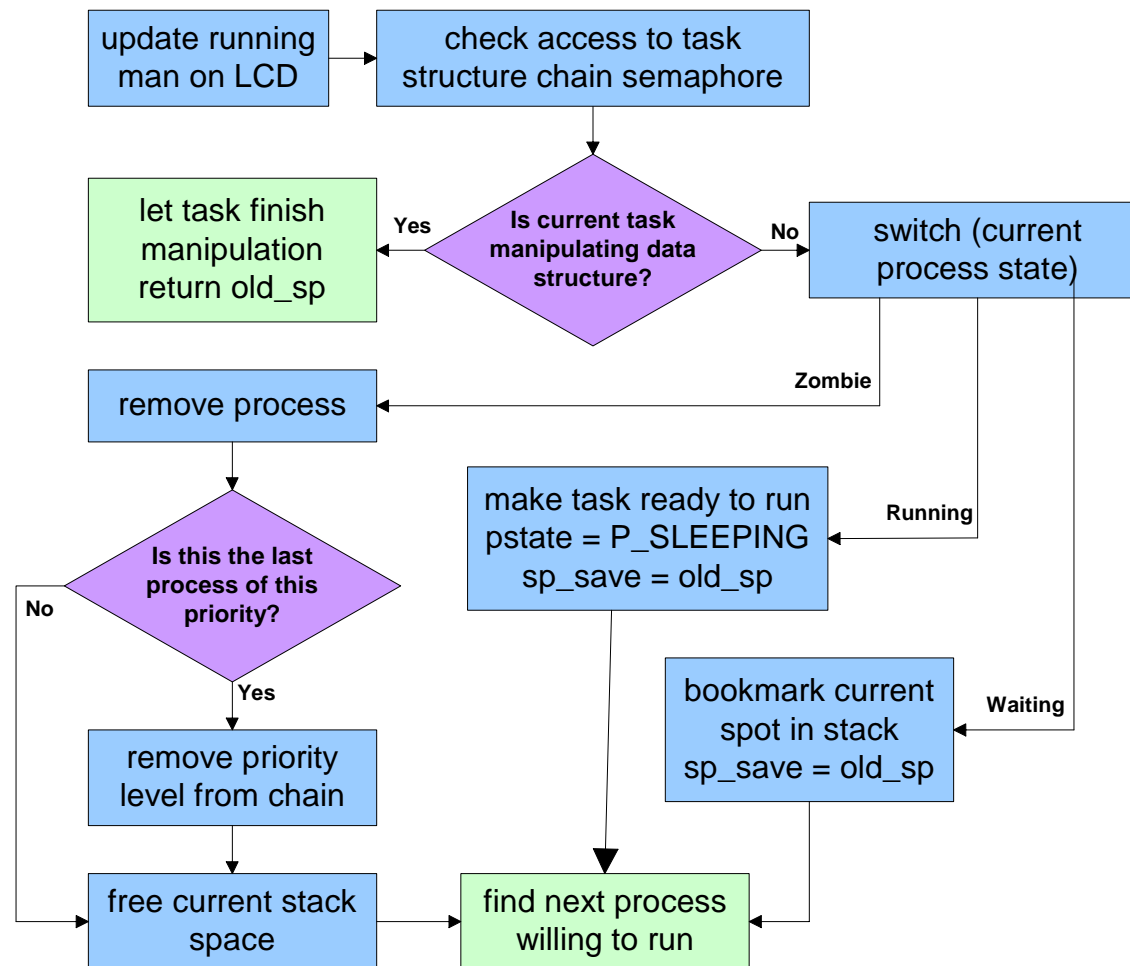 update running
man on LCD
check access to task
structure chain semaphore
let task finish
manipulation
return old_sp
Yes
Is current task
manipulating data
structure?
No
switch (current
process state)
Zombie
remove process
make task ready to run
pstate = P_SLEEPING
sp_save = old_sp
Running
Is this the last
process of this
priority?
No
Yes
bookmark current
spot in stack
sp_save = old_sp
Waiting
remove priority
level from chain
free current stack
space
find next process
willing to run